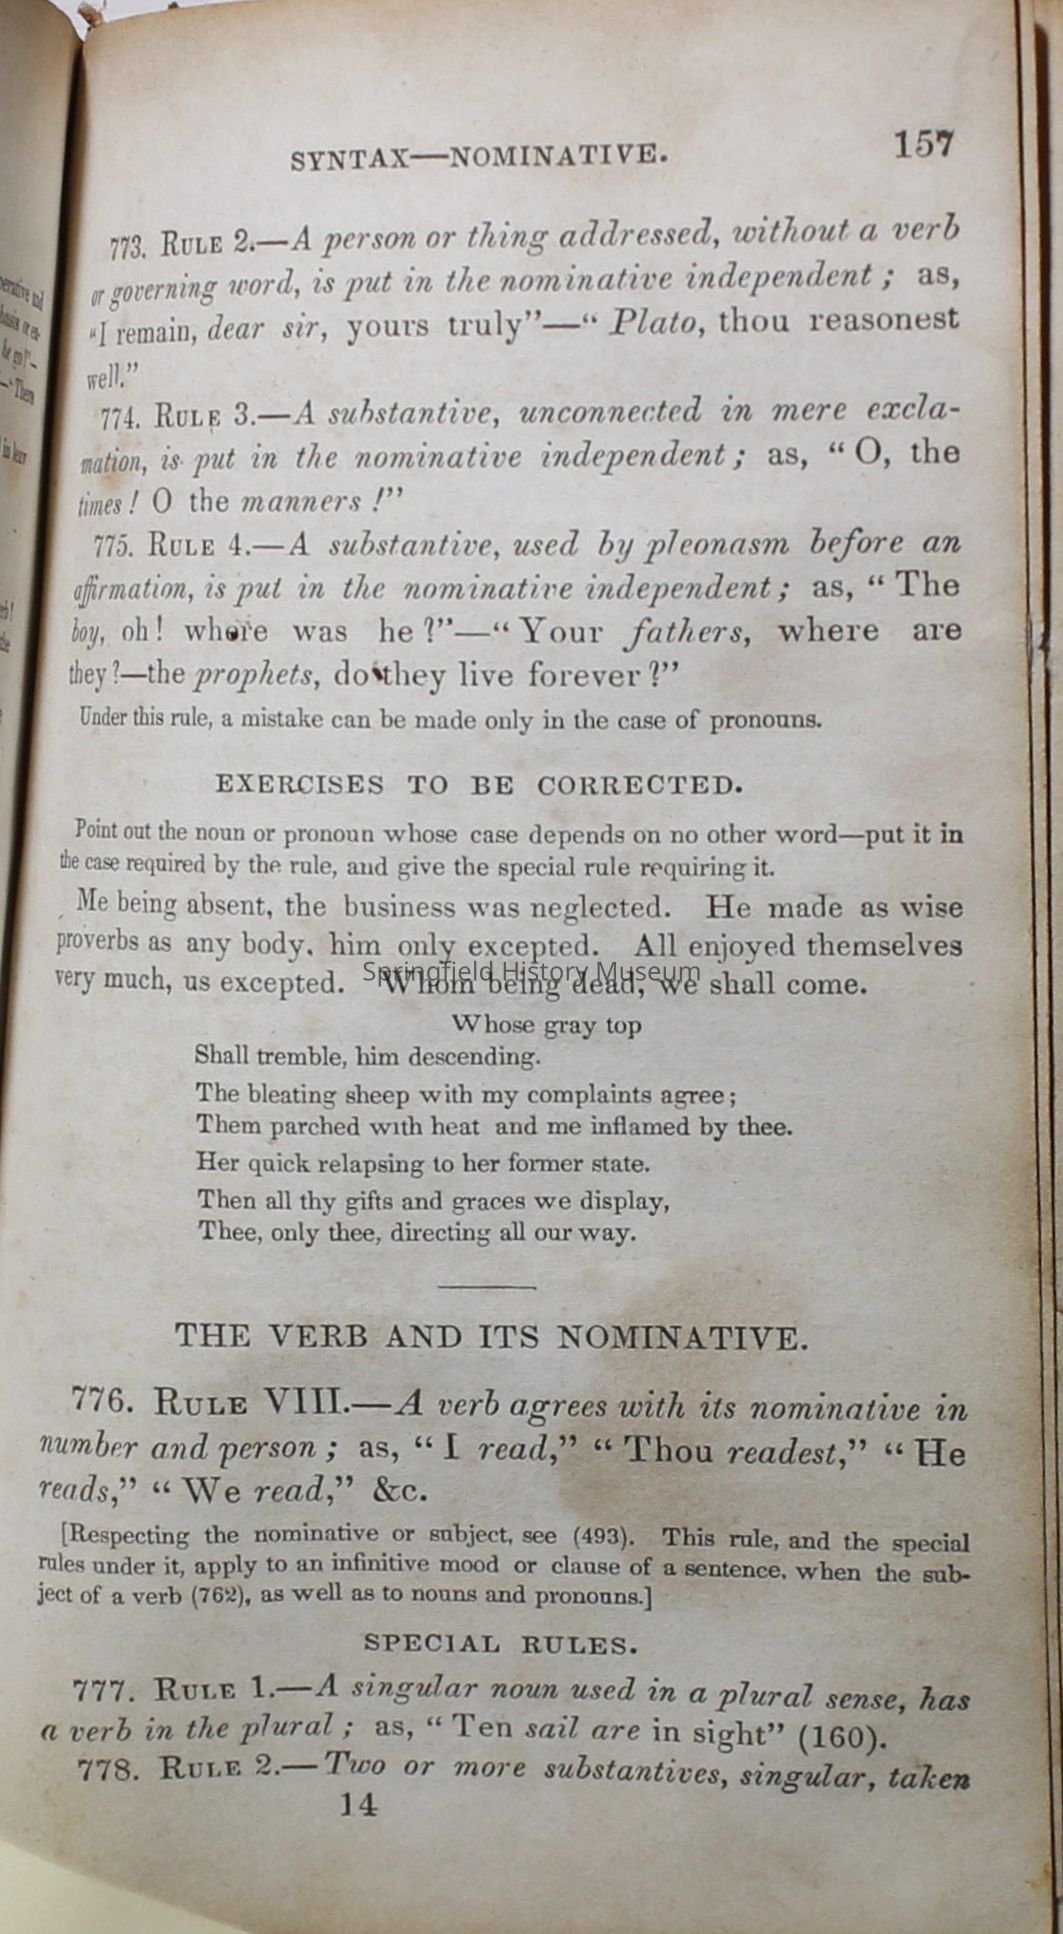 SYNTAX—NOMINATIVE. 157
773. RULE 2.—A person or thing addressed, without a verb
or governing word, is put in the nominative independent; as,
"I remain, dear sir, yours truly"—"Plato, thou reasonest
well."
774. RULE 3.—A substantive, unconnected in mere excla-
mation, is put in the nominative independent; as, "O, the
times! O the manners!"
775. RULE 4.—A substantive, used by pleonasm before an
affirmation, is put in the nominative independent; as, "The
boy, oh! where was he?"—"Your fathers, where are
they?—the prophets, do they live forever?"
Under this rule, a mistake can be made only in the case of pronouns.
EXERCISES TO BE CORRECTED.
Point out the noun or pronoun whose case depends on no other word—put it in
the case required by the rule, and give the special rule requiring it.
Me being absent, the business was neglected. He made as wise
proverbs as any body, him only excepted. All enjoyed themselves
very much, us excepted. Whom being dead, we shall come.
Springfield History Museum
Whose gray top
Shall tremble, him descending.
The bleating sheep with my complaints agree;
Them parched with heat and me inflamed by thee.
Her quick relapsing to her former state.
Then all thy gifts and graces we display,
Thee, only thee, directing all our way.
THE VERB AND ITS NOMINATIVE.
776. RULE VIII.—A verb agrees with its nominative in
number and person; as, "I read," "Thou readest," "He
reads," "We read," &c.
[Respecting the nominative or subject, see (493). This rule, and the special
rules under it, apply to an infinitive mood or clause of a sentence, when the sub-
ject of a verb (762), as well as to nouns and pronouns.]
SPECIAL RULES.
777. RULE 1.—A singular noun used in a plural sense, has
a verb in the plural; as, "Ten sail are in sight" (160).
778. RULE 2.—Two or more substantives, singular, taken
14